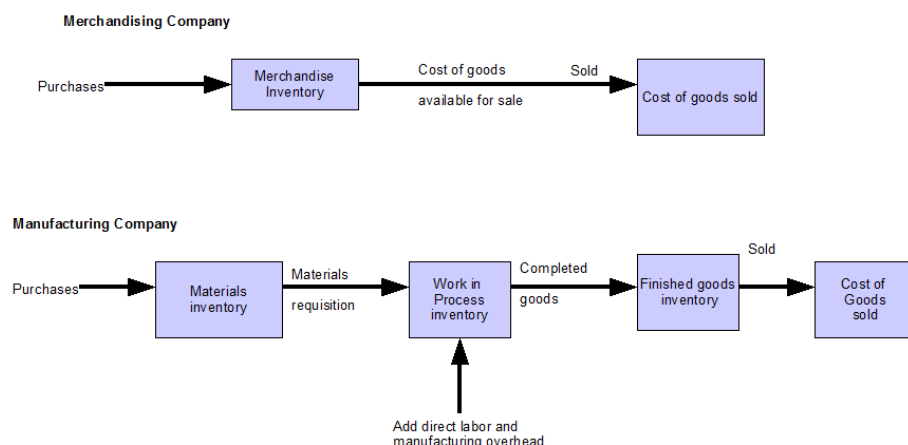 Merchandising Company
Purchases
Merchandise
Inventory
Cost of goods
available for sale
Sold
Cost of goods sold
Manufacturing Company
Purchases
Materials
inventory
Materials
requisition
Work in
Process
inventory
Completed
goods
Finished goods
inventory
Sold
Cost of
Goods
sold
Add direct labor and
manufacturing overhead